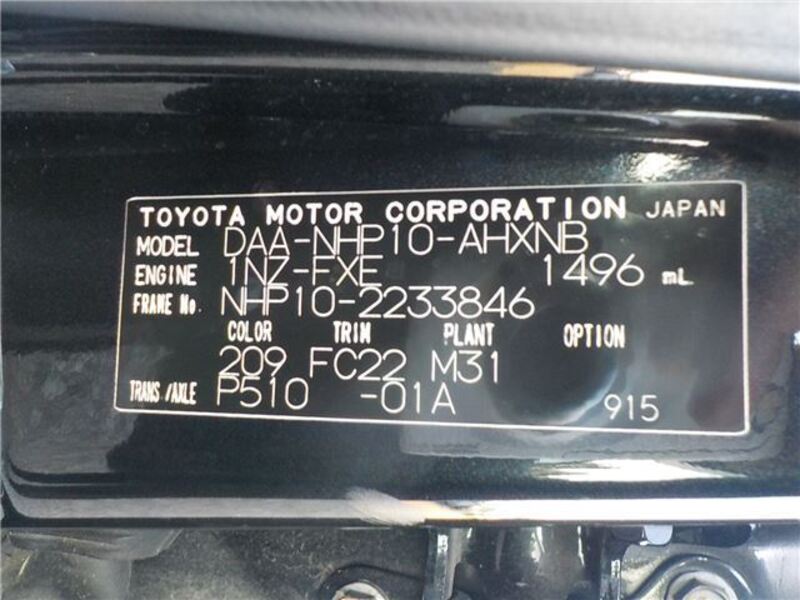 TOYOTA MOTOR CORPORATION JAPAN
MODEL DAA-NHP10-AHXNB
ENGINE 1NZ-FXE 1496 mL
FRAME No. NHP10-2233846
COLOR TRIM PLANT OPTION
209 FC22 M31
TRANS./AXLE P510 -01A 915